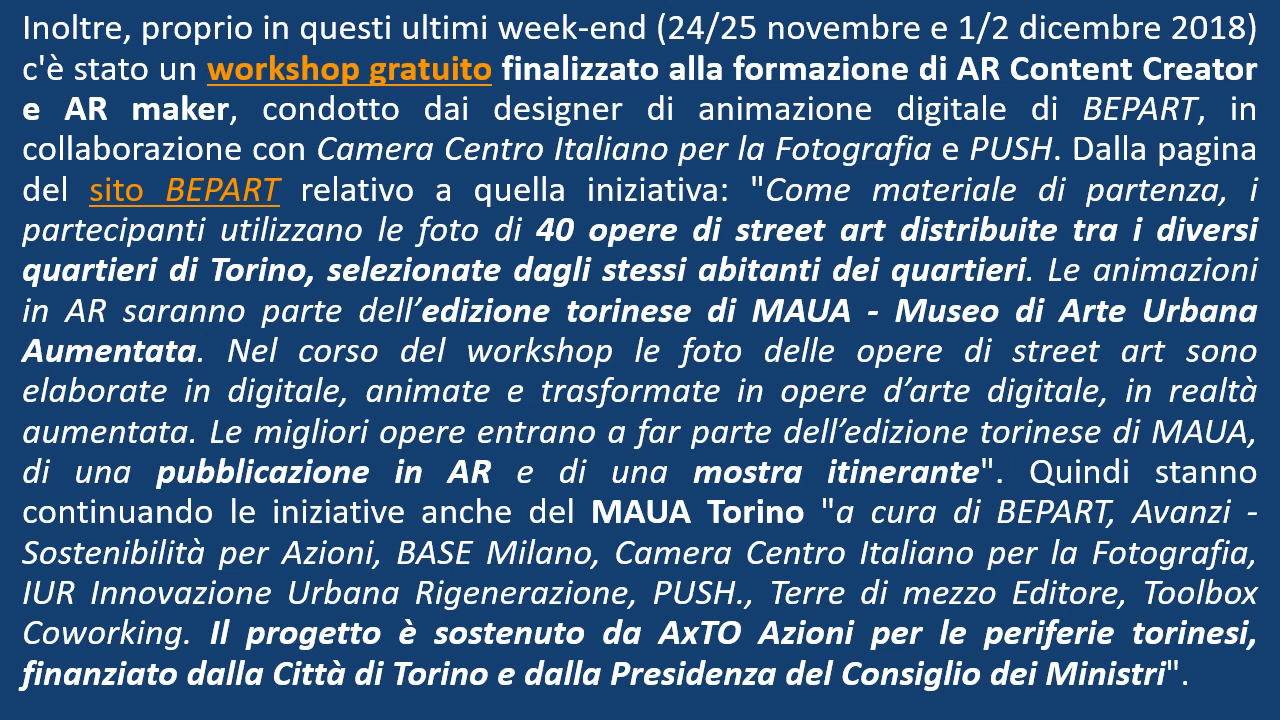 Inoltre, proprio in questi ultimi week-end (24/25 novembre e 1/2 dicembre 2018)
c'è stato un workshop gratuito finalizzato alla formazione di AR Content Creator
e AR maker, condotto dai designer di animazione digitale di BEPART, in
collaborazione con Camera Centro Italiano per la Fotografia e PUSH. Dalla pagina
del sito BEPART relativo a quella iniziativa: "Come materiale di partenza, i
partecipanti utilizzano le foto di 40 opere di street art distribuite tra i diversi
quartieri di Torino, selezionate dagli stessi abitanti dei quartieri. Le animazioni
in AR saranno parte dell’edizione torinese di MAUA - Museo di Arte Urbana
Aumentata. Nel corso del workshop le foto delle opere di street art sono
elaborate in digitale, animate e trasformate in opere d’arte digitale, in realtà
aumentata. Le migliori opere entrano a far parte dell’edizione torinese di MAUA,
di una pubblicazione in AR e di una mostra itinerante". Quindi stanno
continuando le iniziative anche del MAUA Torino "a cura di BEPART, Avanzi -
Sostenibilità per Azioni, BASE Milano, Camera Centro Italiano per la Fotografia,
IUR Innovazione Urbana Rigenerazione, PUSH., Terre di mezzo Editore, Toolbox
Coworking. Il progetto è sostenuto da AxTO Azioni per le periferie torinesi,
finanziato dalla Città di Torino e dalla Presidenza del Consiglio dei Ministri".